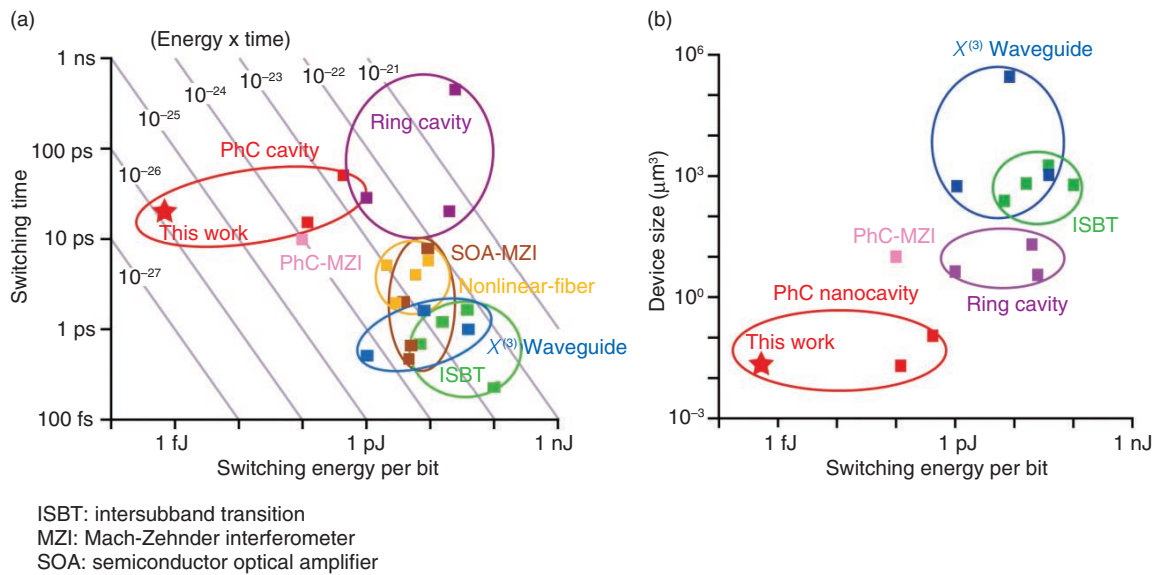 (a)
(Energy x time)
1 ns
100 ps
10 ps
1 ps
100 fs
Switching time
10⁻²¹
10⁻²²
10⁻²³
10⁻²⁴
10⁻²⁵
10⁻²⁶
10⁻²⁷
Ring cavity
PhC cavity
This work
PhC-MZI
SOA-MZI
Nonlinear-fiber
X⁽³⁾ Waveguide
ISBT
1 fJ
1 pJ
1 nJ
Switching energy per bit
(b)
10⁶
10³
10⁰
10⁻³
Device size (μm³)
X⁽³⁾ Waveguide
ISBT
PhC-MZI
Ring cavity
PhC nanocavity
This work
1 fJ
1 pJ
1 nJ
Switching energy per bit
ISBT: intersubband transition
MZI: Mach-Zehnder interferometer
SOA: semiconductor optical amplifier